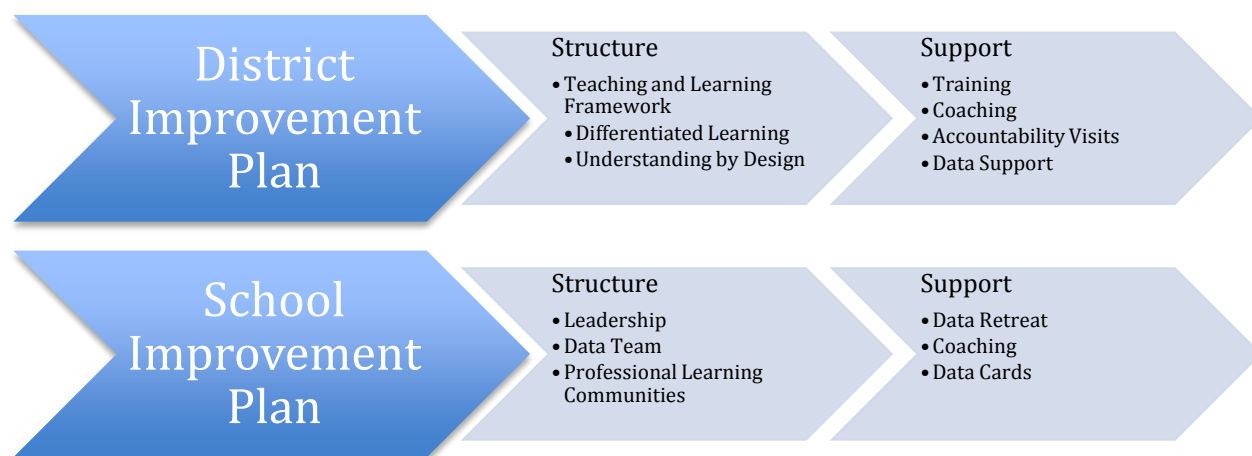 District
Improvement
Plan
Structure
•Teaching and Learning
Framework
•Differentiated Learning
•Understanding by Design
Support
•Training
•Coaching
•Accountability Visits
•Data Support
School
Improvement
Plan
Structure
•Leadership
•Data Team
•Professional Learning
Communities
Support
•Data Retreat
•Coaching
•Data Cards